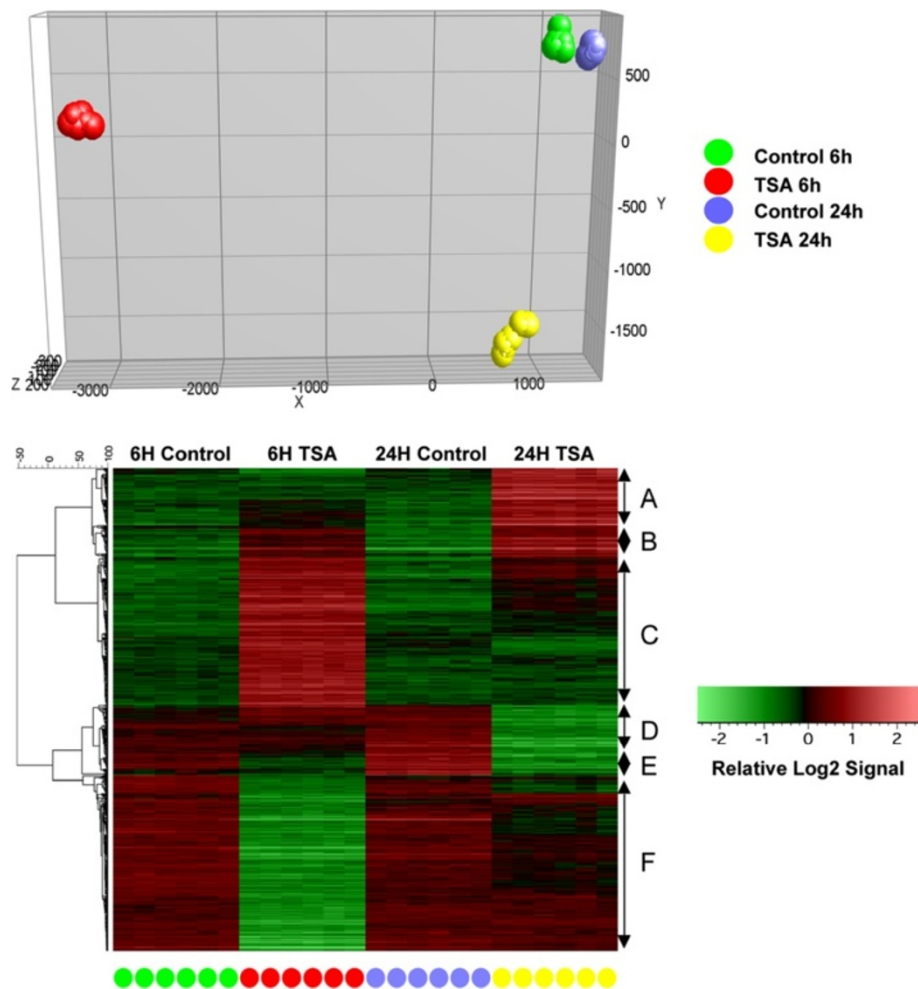 500
0
-500
Y
-1000
-1500
Z
200
-3000
-2000
-1000
0
1000
X
Control 6h
TSA 6h
Control 24h
TSA 24h
-50
0
50
100
6H Control
6H TSA
24H Control
24H TSA
A
B
C
D
E
F
-2 -1 0 1 2
Relative Log2 Signal